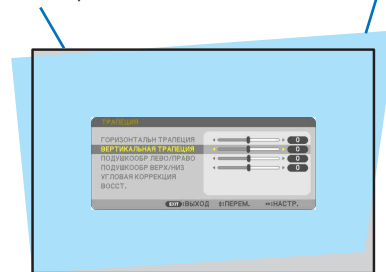 ТРАПЕЦИЯ
ГОРИЗОНТАЛЬН ТРАПЕЦИЯ 0
ВЕРТИКАЛЬНАЯ ТРАПЕЦИЯ 0
ПОДУШКООБР ЛЕВО/ПРАВО 0
ПОДУШКООБР ВЕРХ/НИЗ 0
УГЛОВАЯ КОРРЕКЦИЯ
ВОССТ.
EXIT :ВЫХОД ↕:ПЕРЕМ. ↔:НАСТР.